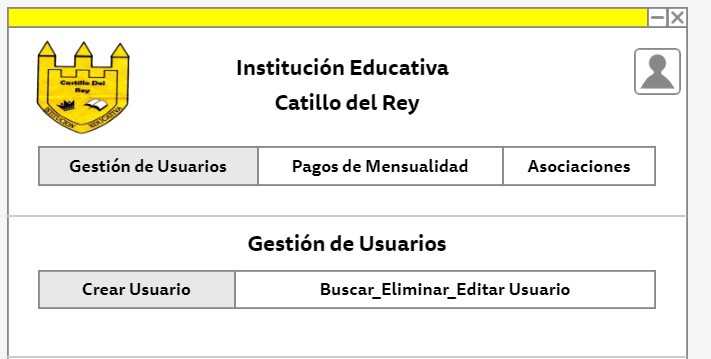 Institución Educativa
Catillo del Rey
Castillo Del
Rey
INSTITUCION EDUCATIVA
Gestión de Usuarios Pagos de Mensualidad Asociaciones
Gestión de Usuarios
Crear Usuario Buscar_Eliminar_Editar Usuario